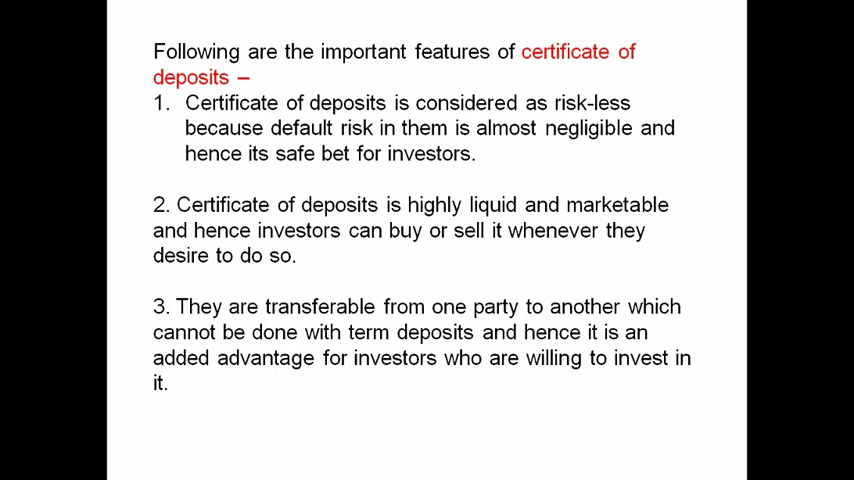 Following are the important features of certificate of
deposits –
1. Certificate of deposits is considered as risk-less
because default risk in them is almost negligible and
hence its safe bet for investors.
2. Certificate of deposits is highly liquid and marketable
and hence investors can buy or sell it whenever they
desire to do so.
3. They are transferable from one party to another which
cannot be done with term deposits and hence it is an
added advantage for investors who are willing to invest in
it.